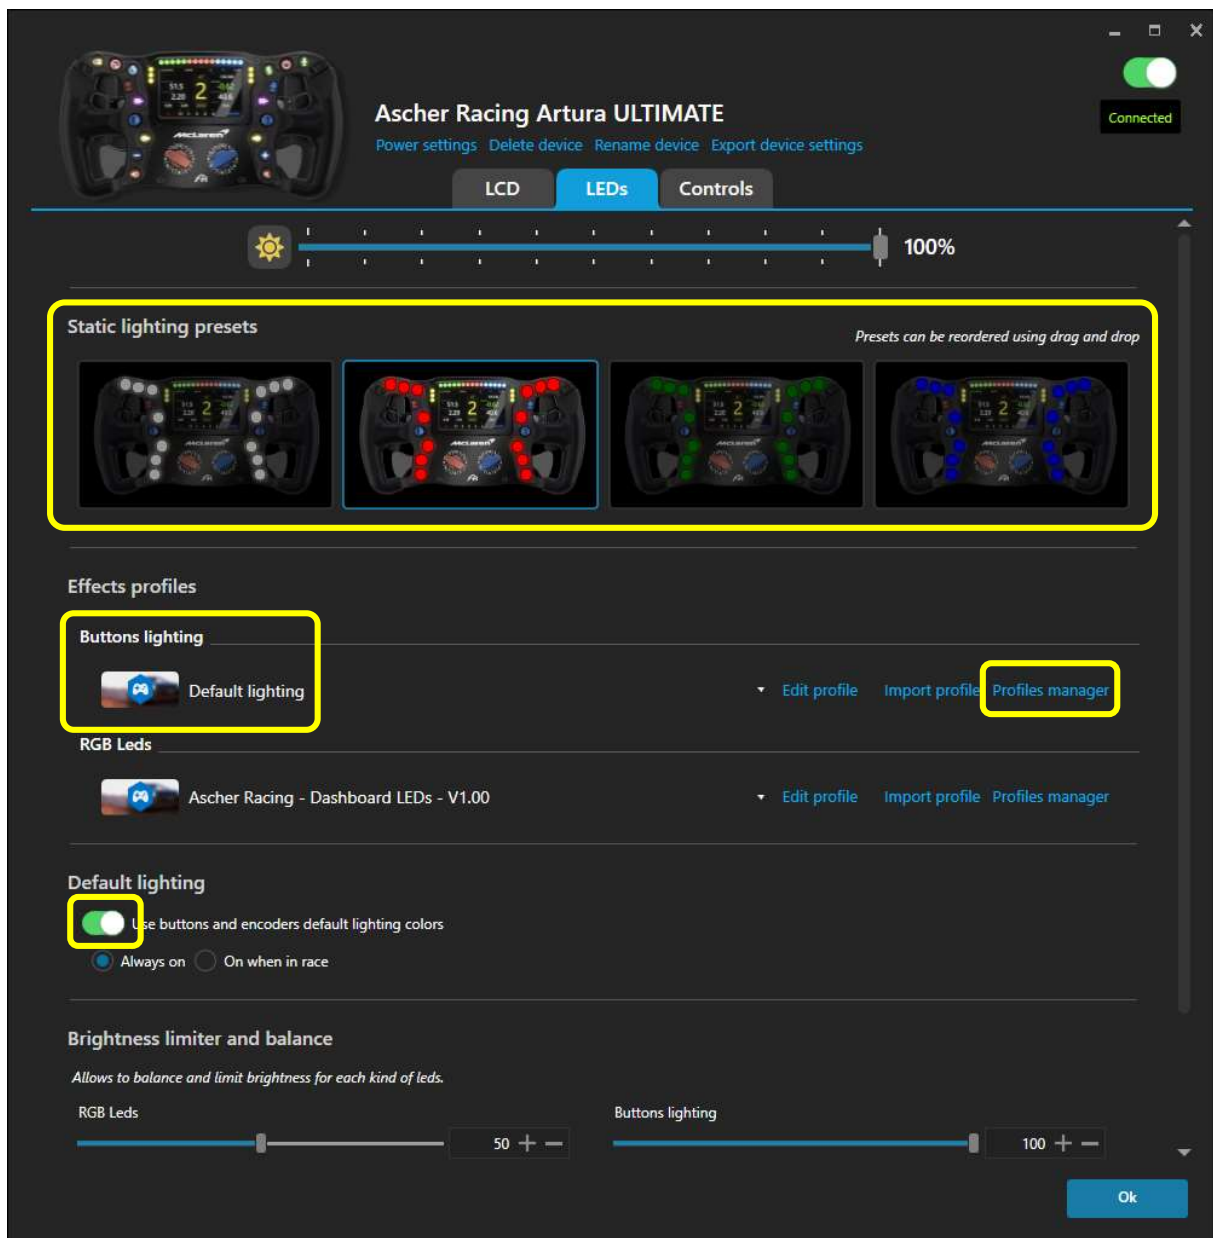 Connected
Ascher Racing Artura ULTIMATE
Power settings Delete device Rename device Export device settings
LCD LEDs Controls
100%
Static lighting presets
Presets can be reordered using drag and drop
Effects profiles
Buttons lighting
Default lighting Edit profile Import profile Profiles manager
RGB Leds
Ascher Racing - Dashboard LEDs - V1.00 Edit profile Import profile Profiles manager
Default lighting
Use buttons and encoders default lighting colors
Always on On when in race
Brightness limiter and balance
Allows to balance and limit brightness for each kind of leds.
RGB Leds Buttons lighting
50 100
Ok